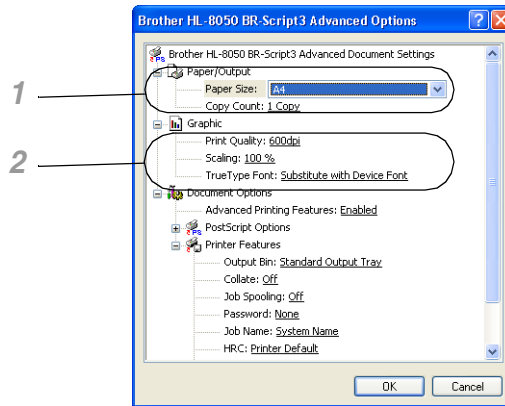 Brother HL-8050 BR-Script3 Advanced Options
Brother HL-8050 BR-Script3 Advanced Document Settings
Paper/Output
1
Paper Size: A4
Copy Count: 1 Copy
Graphic
2
Print Quality: 600dpi
Scaling: 100 %
TrueType Font: Substitute with Device Font
Document Options
Advanced Printing Features: Enabled
PostScript Options
Printer Features
Output Bin: Standard Output Tray
Collate: Off
Job Spooling: Off
Password: None
Job Name: System Name
HRC: Printer Default
OK Cancel